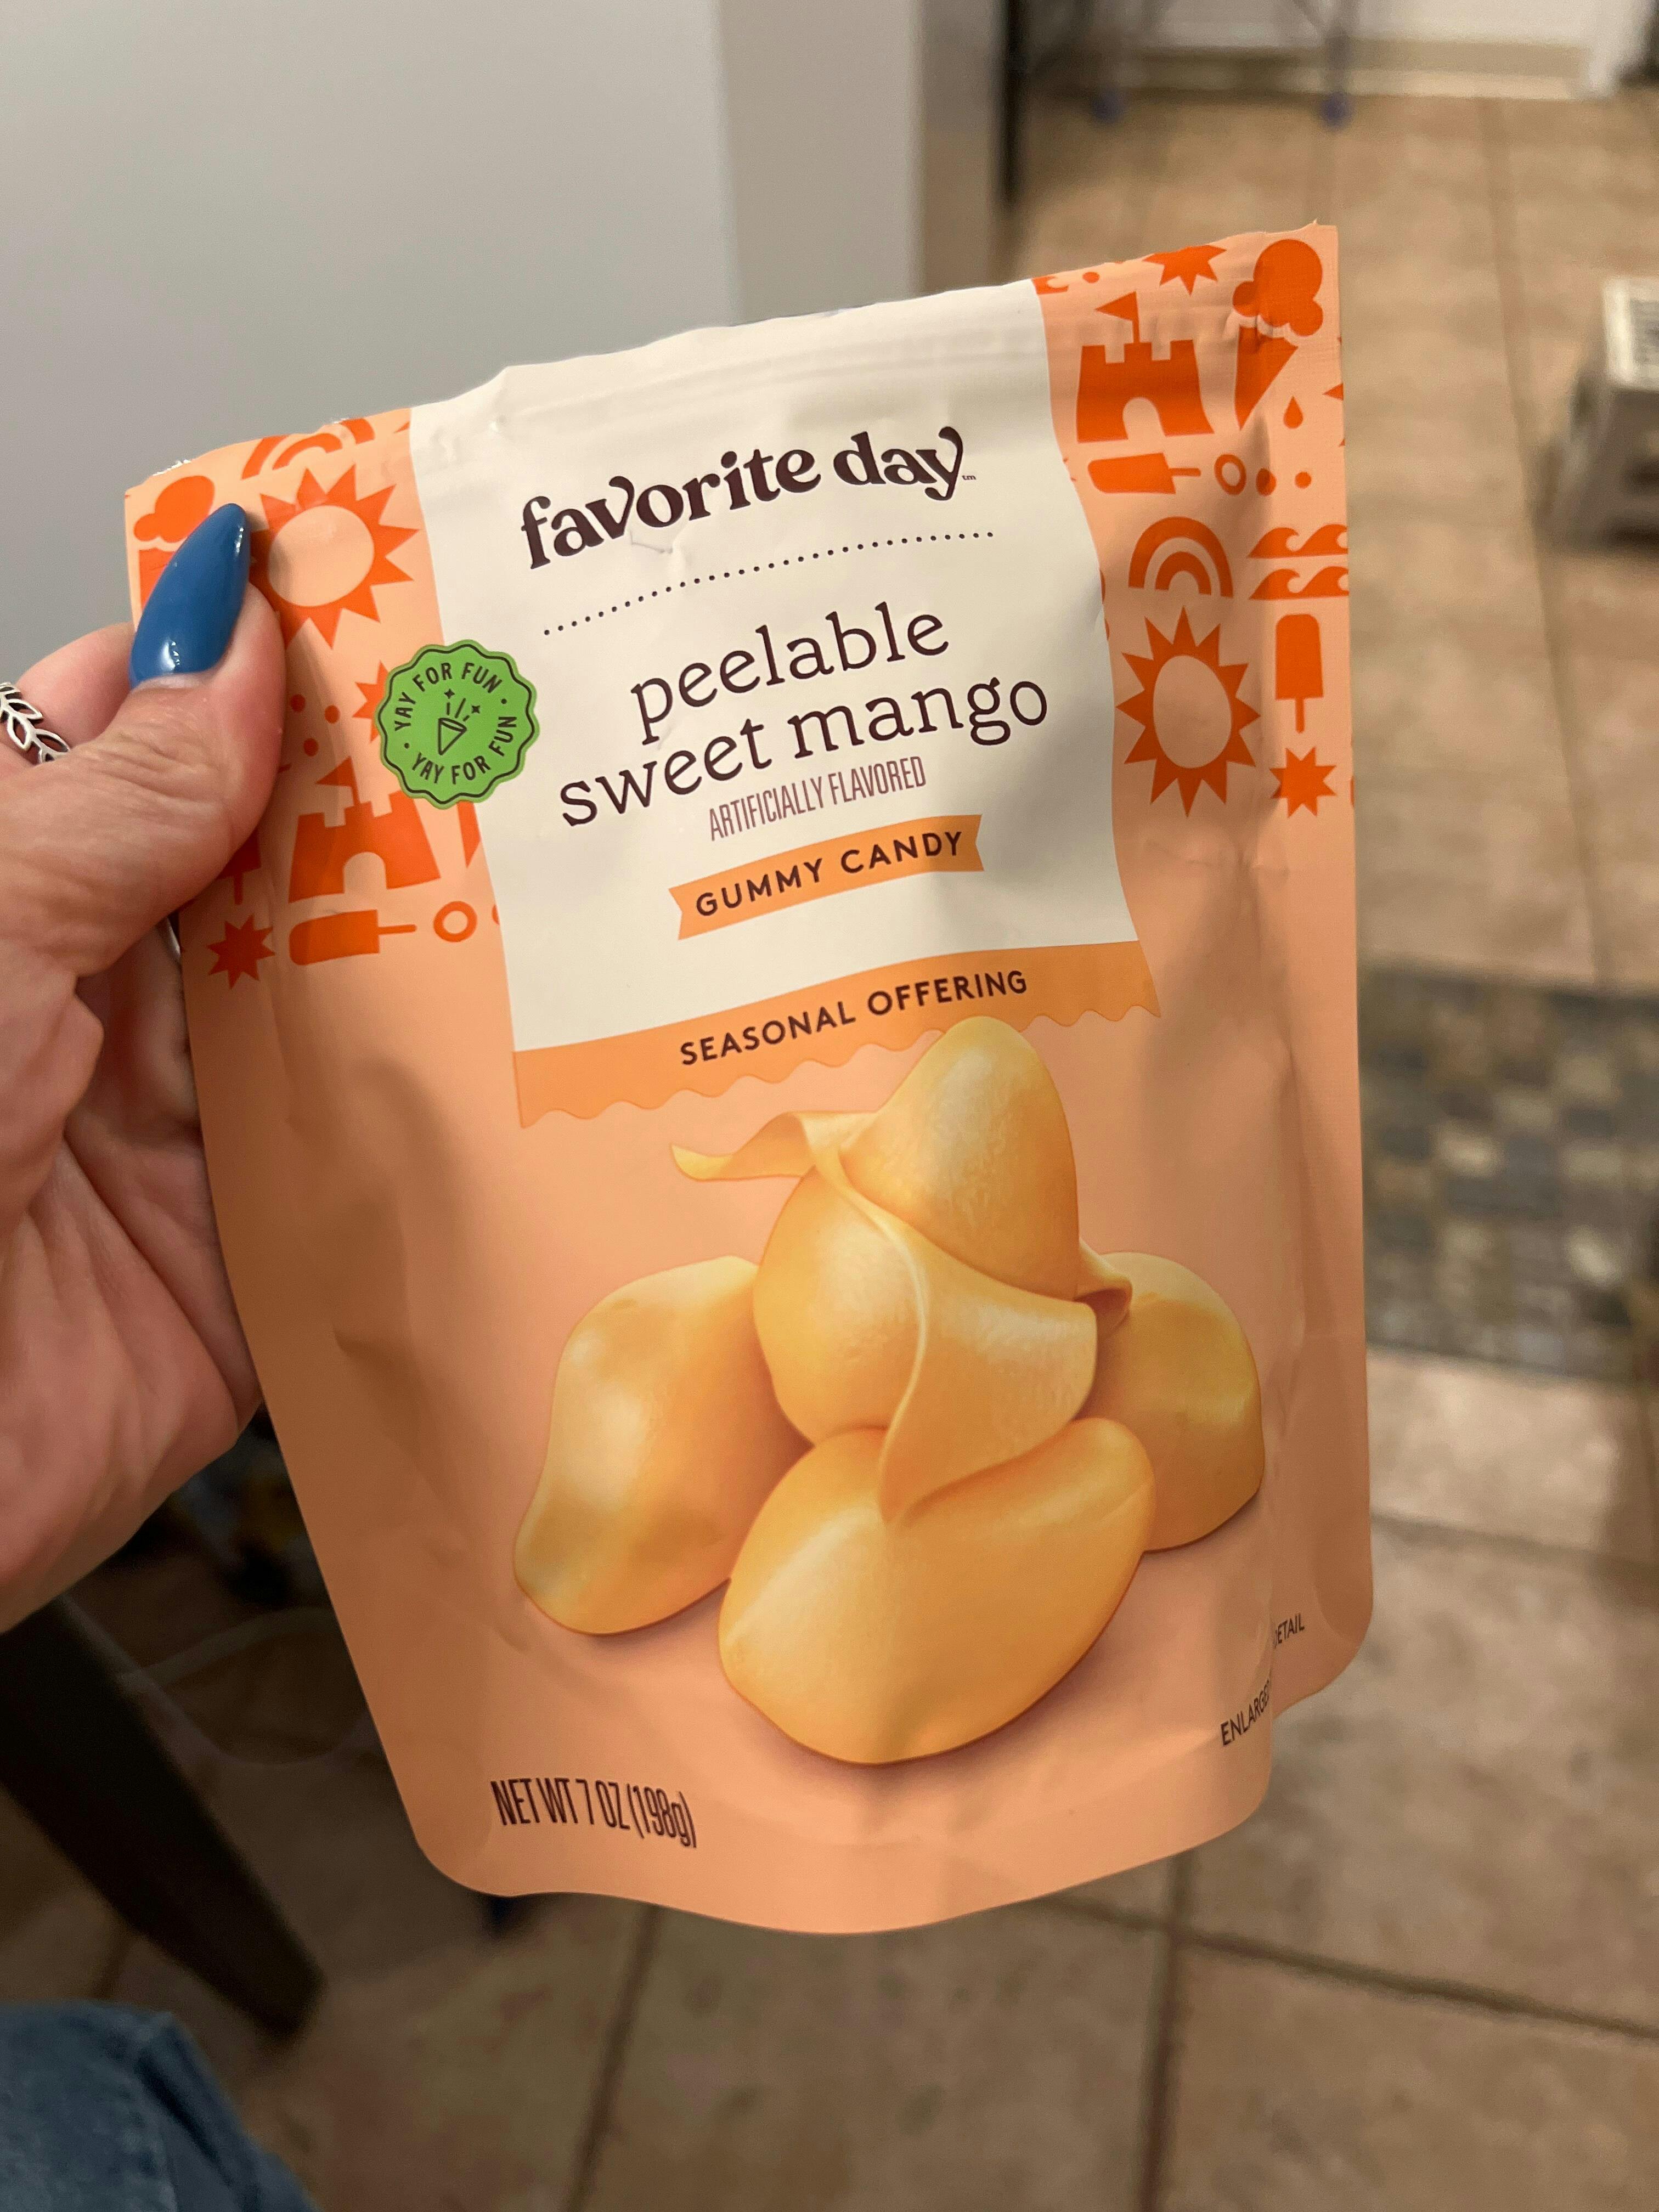 favorite day™
peelable
sweet mango
ARTIFICIALLY FLAVORED
GUMMY CANDY
SEASONAL OFFERING
YAY FOR FUN • YAY FOR FUN •
NET WT 7 OZ (198g)